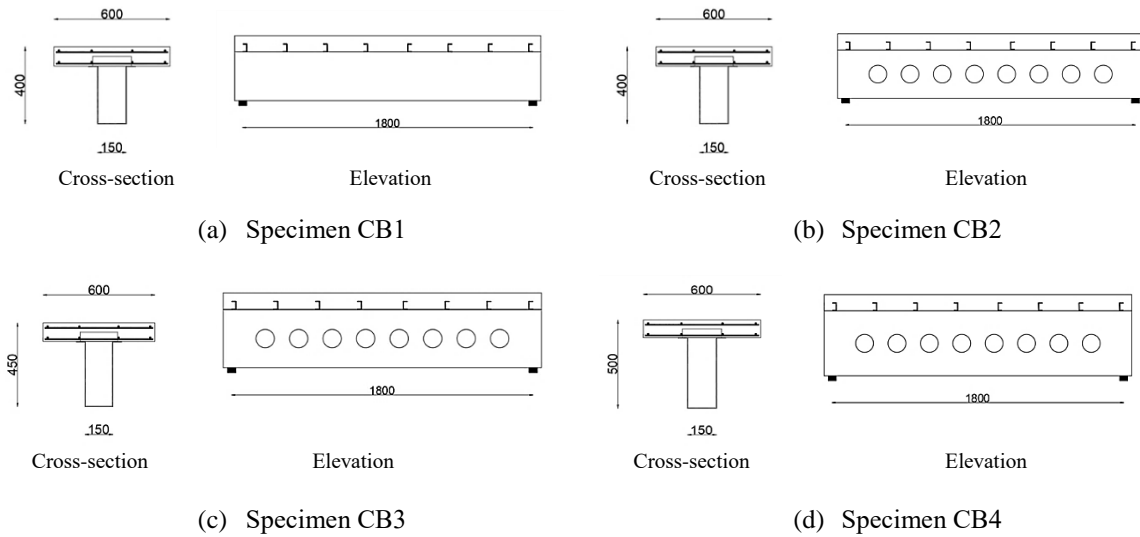 600
400
150
1800
Cross-section Elevation
(a) Specimen CB1
600
400
150
1800
Cross-section Elevation
(b) Specimen CB2
600
450
150
1800
Cross-section Elevation
(c) Specimen CB3
600
500
150
1800
Cross-section Elevation
(d) Specimen CB4